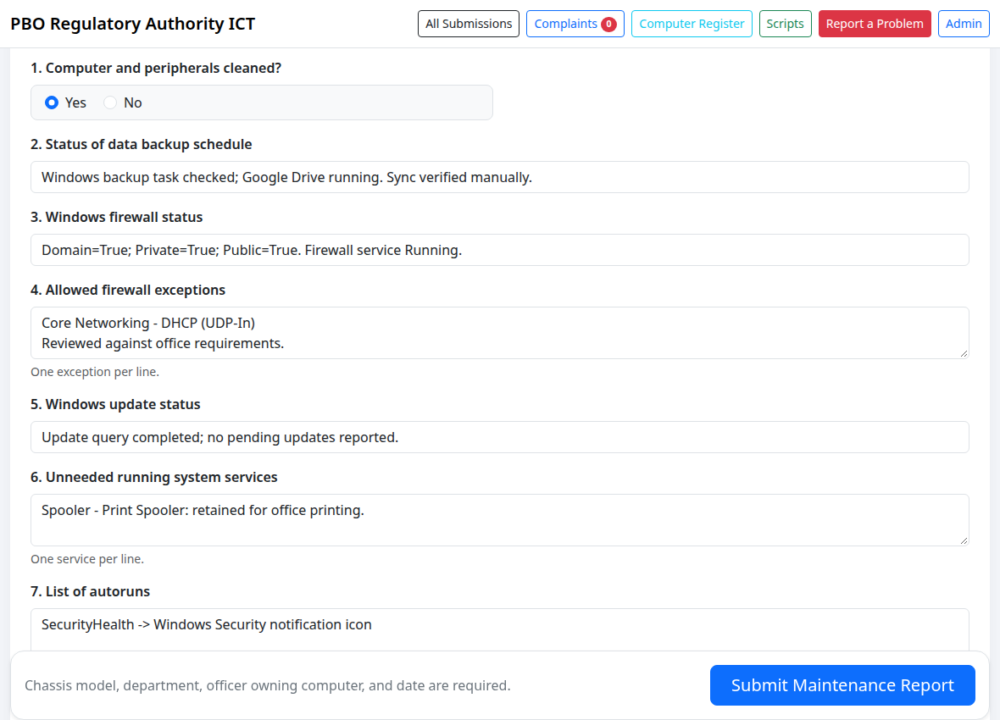 PBO Regulatory Authority ICT
All Submissions
Complaints 0
Computer Register
Scripts
Report a Problem
Admin
1. Computer and peripherals cleaned?
Yes
No
2. Status of data backup schedule
Windows backup task checked; Google Drive running. Sync verified manually.
3. Windows firewall status
Domain=True; Private=True; Public=True. Firewall service Running.
4. Allowed firewall exceptions
Core Networking - DHCP (UDP-In)
Reviewed against office requirements.
One exception per line.
5. Windows update status
Update query completed; no pending updates reported.
6. Unneeded running system services
Spooler - Print Spooler: retained for office printing.
One service per line.
7. List of autoruns
SecurityHealth -> Windows Security notification icon
Chassis model, department, officer owning computer, and date are required.
Submit Maintenance Report